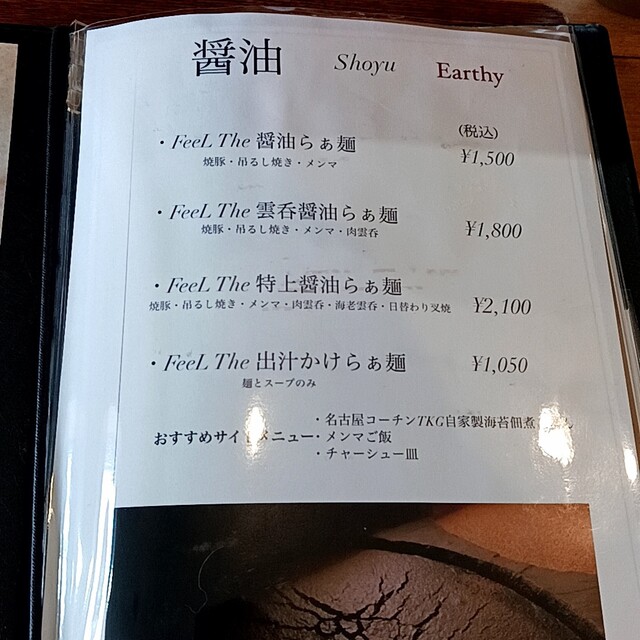 醤油 Shoyu Earthy
(税込)
・FeeL The 醤油らぁ麺 ¥1,500
焼豚・吊るし焼き・メンマ
・FeeL The 雲呑醤油らぁ麺 ¥1,800
焼豚・吊るし焼き・メンマ・肉雲呑
・FeeL The 特上醤油らぁ麺 ¥2,100
焼豚・吊るし焼き・メンマ・肉雲呑・海老雲呑・日替わり叉焼
・FeeL The 出汁かけらぁ麺 ¥1,050
麺とスープのみ
・名古屋コーチンTKG自家製海苔佃煮
おすすめサイドメニュー・メンマご飯
・チャーシュー皿